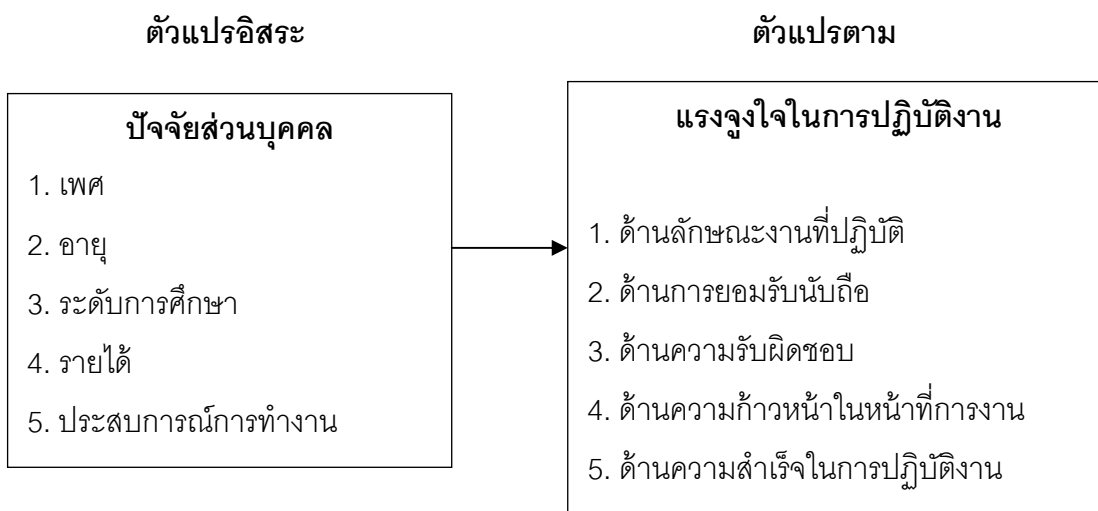 ตัวแปรอิสระ
ตัวแปรตาม
ปัจจัยส่วนบุคคล
1. เพศ
2. อายุ
3. ระดับการศึกษา
4. รายได้
5. ประสบการณ์การทำงาน
แรงจูงใจในการปฏิบัติงาน
1. ด้านลักษณะงานที่ปฏิบัติ
2. ด้านการยอมรับนับถือ
3. ด้านความรับผิดชอบ
4. ด้านความก้าวหน้าในหน้าที่การงาน
5. ด้านความสำเร็จในการปฏิบัติงาน